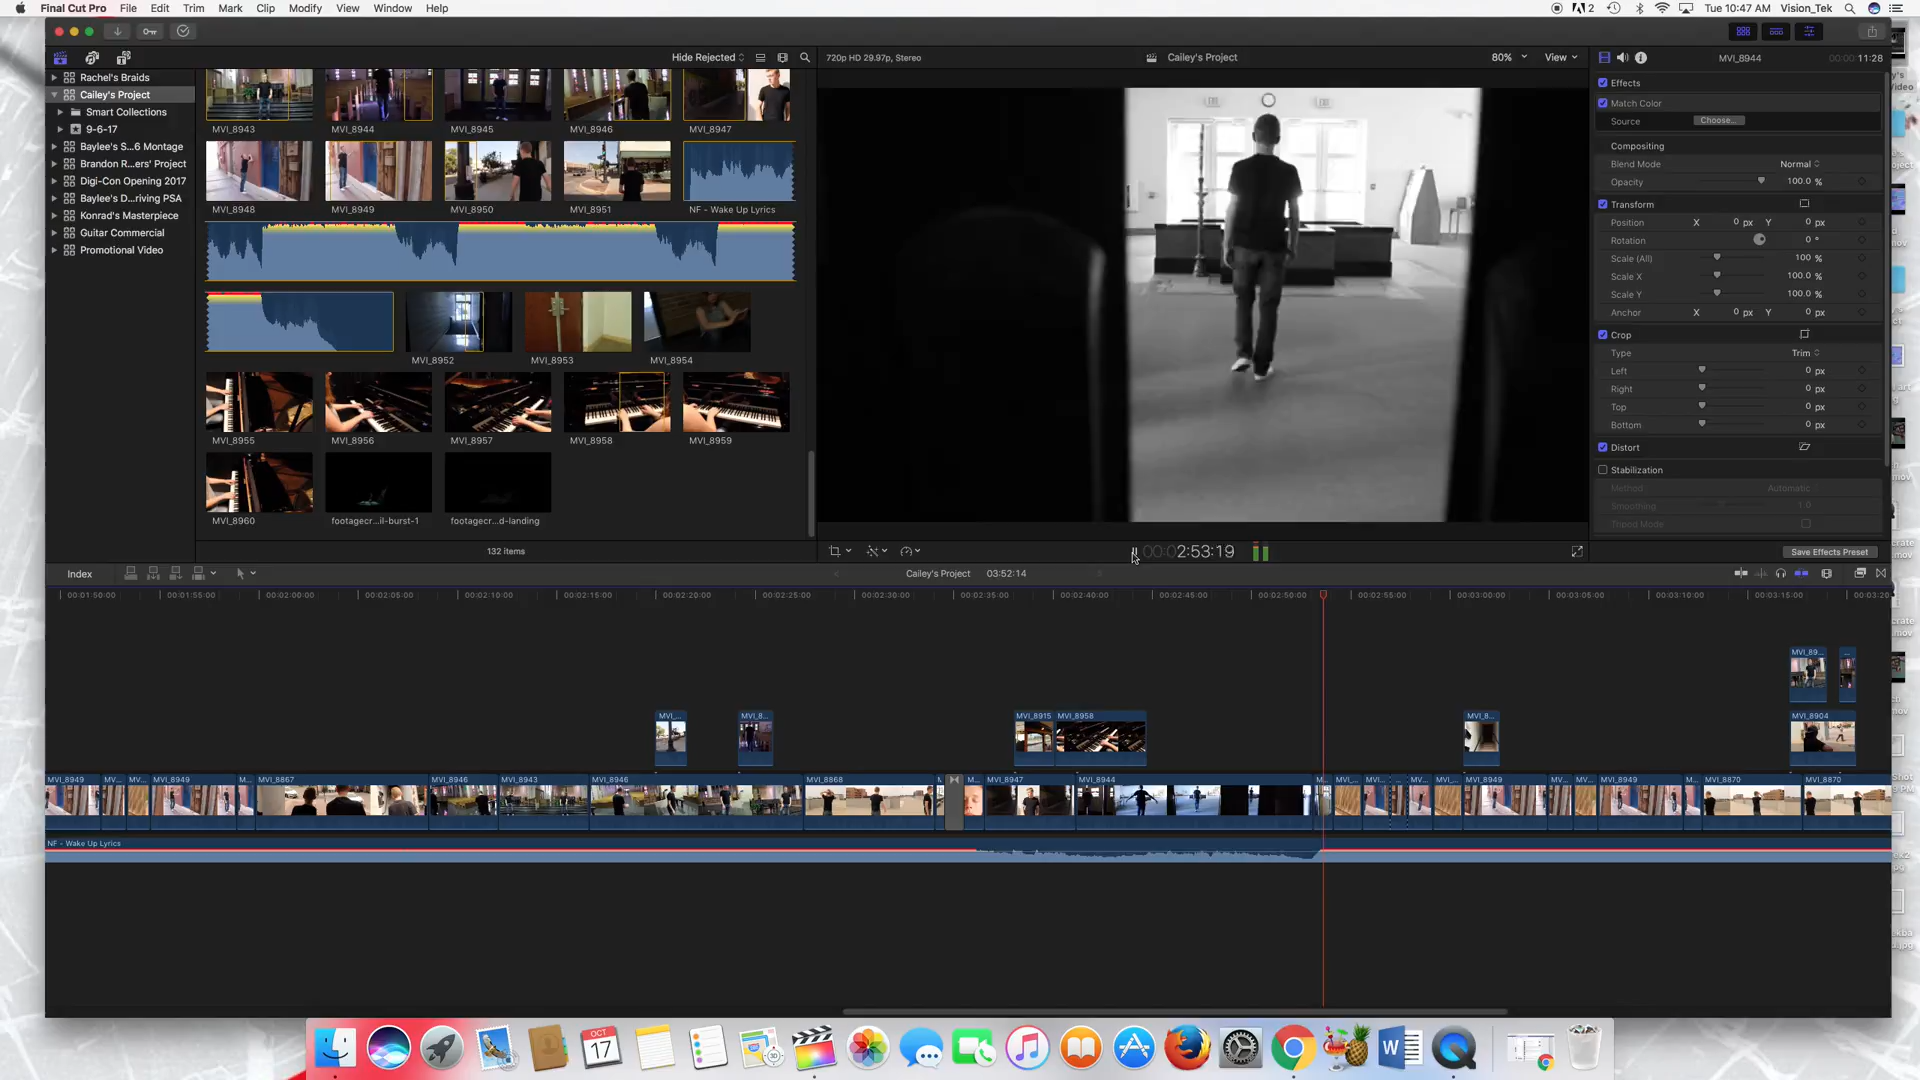 Final Cut Pro File Edit Trim Mark Clip Modify View Window Help
2 Tue 10:47 AM Vision_Tek
Hide Rejected
720p HD 29.97p, Stereo
Cailey's Project
80%
View
MVI_8944
00:00:11:28
Rachel's Braids
Cailey's Project
Smart Collections
9-6-17
Baylee's S...6 Montage
Brandon R...ers' Project
Digi-Con Opening 2017
Baylee's D...riving PSA
Konrad's Masterpiece
Guitar Commercial
Promotional Video
MVI_8943 MVI_8944 MVI_8945 MVI_8946 MVI_8947
MVI_8948 MVI_8949 MVI_8950 MVI_8951 NF - Wake Up Lyrics
MVI_8952 MVI_8953 MVI_8954
MVI_8955 MVI_8956 MVI_8957 MVI_8958 MVI_8959
MVI_8960 footagecr...il-burst-1 footagecr...d-landing
132 items
Effects
Match Color
Source Choose...
Compositing
Blend Mode Normal
Opacity 100.0 %
Transform
Position X 0 px Y 0 px
Rotation 0 °
Scale (All) 100 %
Scale X 100.0 %
Scale Y 100.0 %
Anchor X 0 px Y 0 px
Crop
Type Trim
Left 0 px
Right 0 px
Top 0 px
Bottom 0 px
Distort
Stabilization
Method Automatic
Smoothing 1.0
Tripod Mode
Save Effects Preset
00:02:53:19
Index
Cailey's Project 03:52:14
00:01:50:00 00:01:55:00 00:02:00:00 00:02:05:00 00:02:10:00 00:02:15:00 00:02:20:00 00:02:25:00 00:02:30:00 00:02:35:00 00:02:40:00 00:02:45:00 00:02:50:00 00:02:55:00 00:03:00:00 00:03:05:00 00:03:10:00 00:03:15:00 00:03:20
MVI_89... ...
MVI_... MVI_8... MVI_8915 MVI_8958 MVI_8... MVI_8904
MVI_8949 MV... MV... MVI_8949 M... MVI_8867 MVI_8946 MVI_8943 MVI_8946 MVI_8868 M... MVI_8947 MVI_8944 M... MVI_... MVI... ... MV... MV... MVI_8949 MV... MV... MVI_8949 M... MVI_8870 MVI_8870
NF - Wake Up Lyrics
OCT
17
3D
W